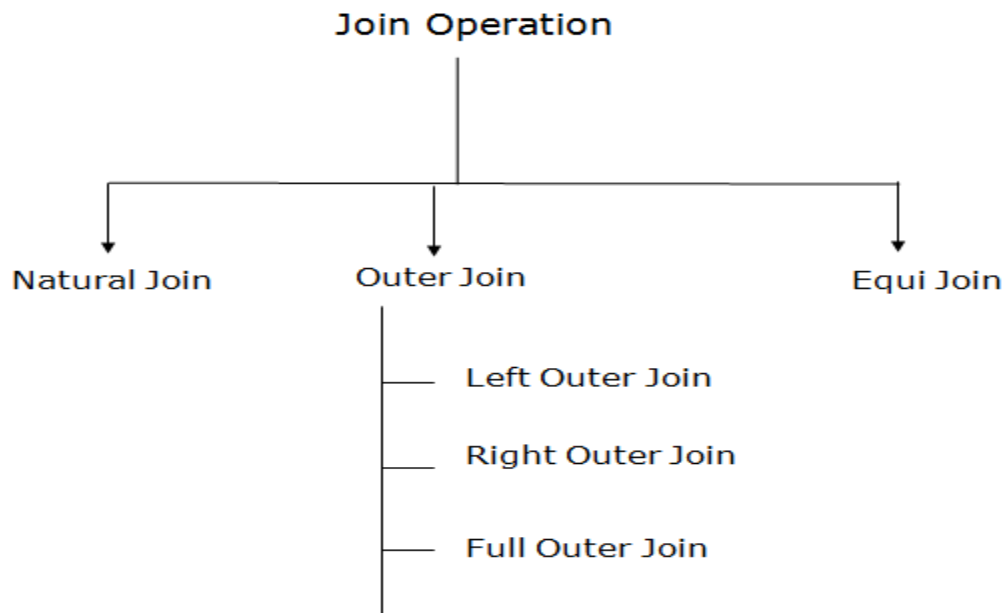 Join Operation
Natural Join
Outer Join
Equi Join
Left Outer Join
Right Outer Join
Full Outer Join